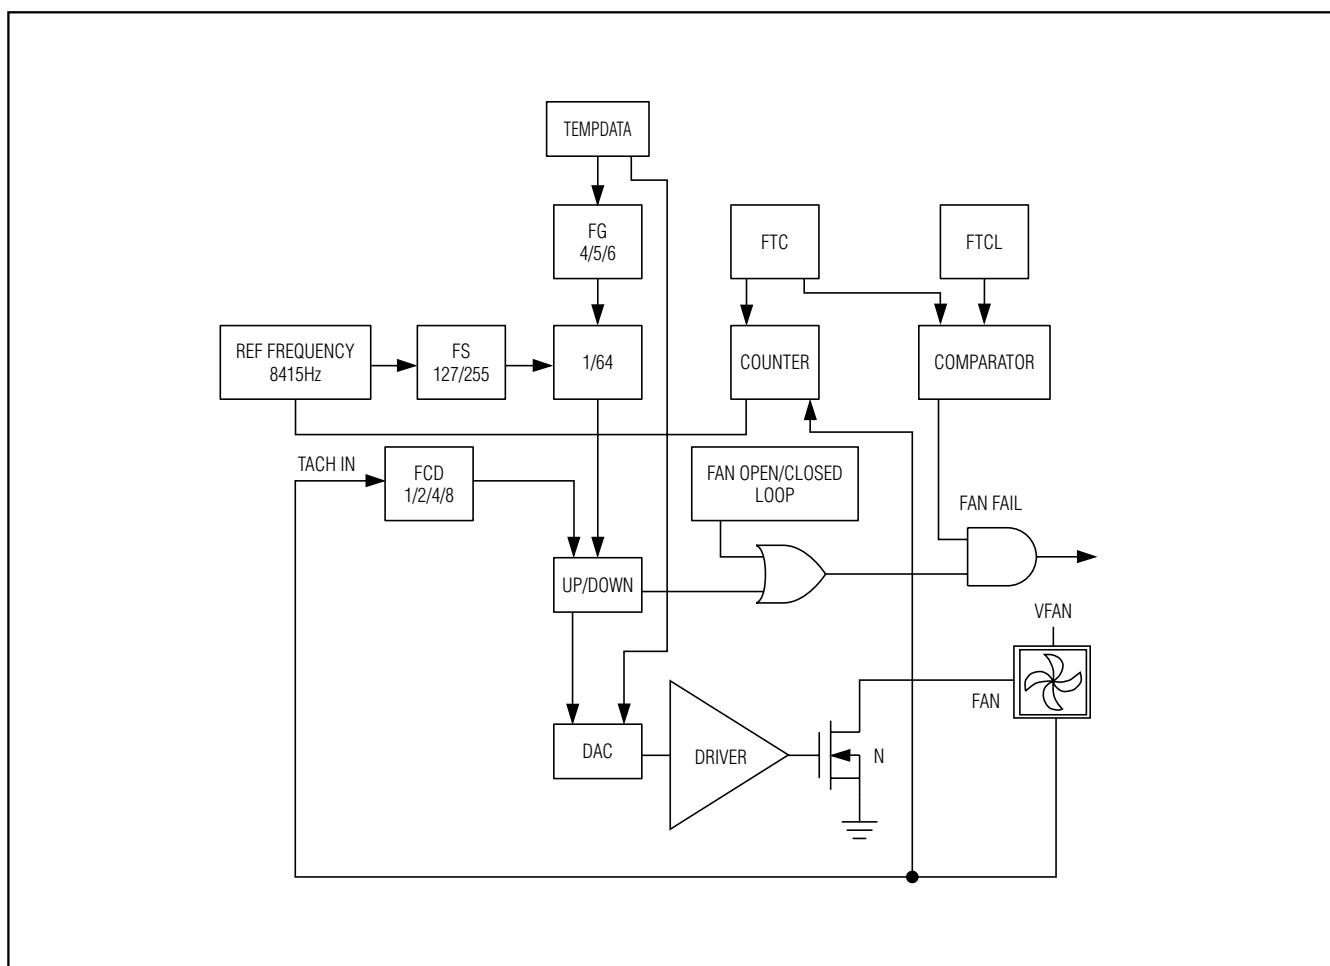 TEMPDATA
FG
4/5/6
FTC
FTCL
REF FREQUENCY
8415Hz
FS
127/255
1/64
COUNTER
COMPARATOR
TACH IN
FCD
1/2/4/8
FAN OPEN/CLOSED
LOOP
FAN FAIL
UP/DOWN
VFAN
FAN
DAC
DRIVER
N